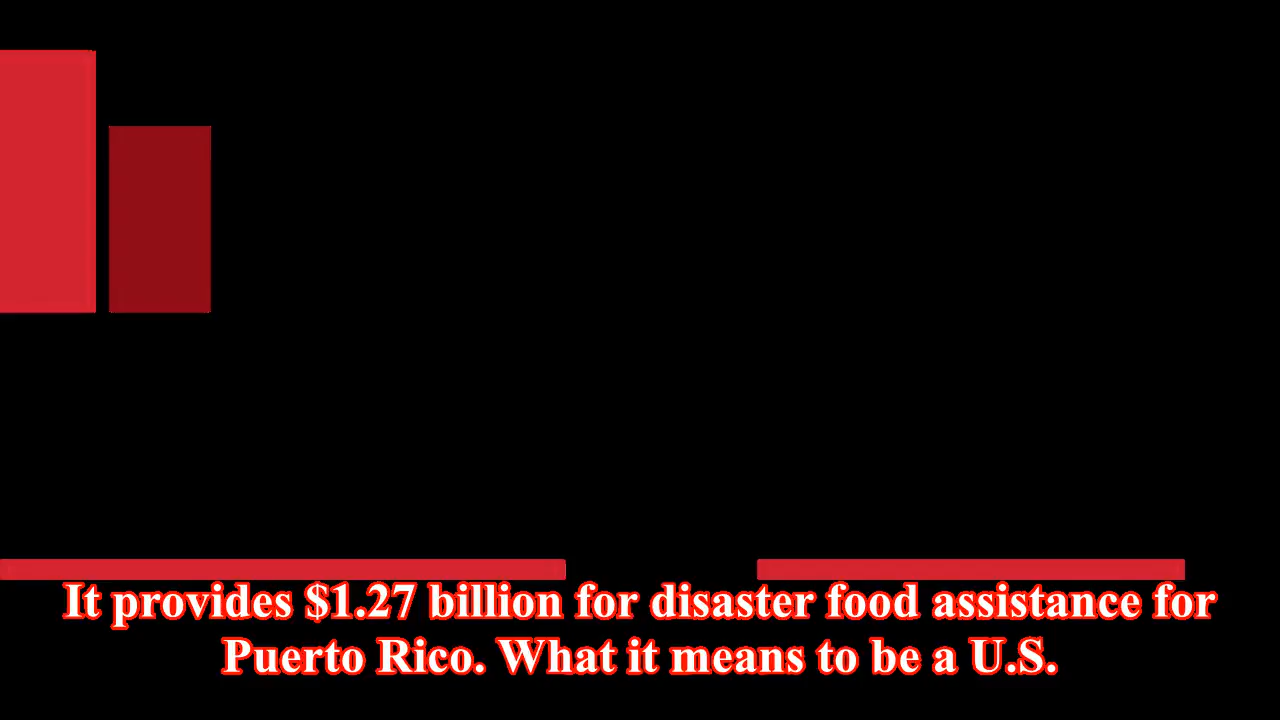 It provides $1.27 billion for disaster food assistance for
Puerto Rico. What it means to be a U.S.